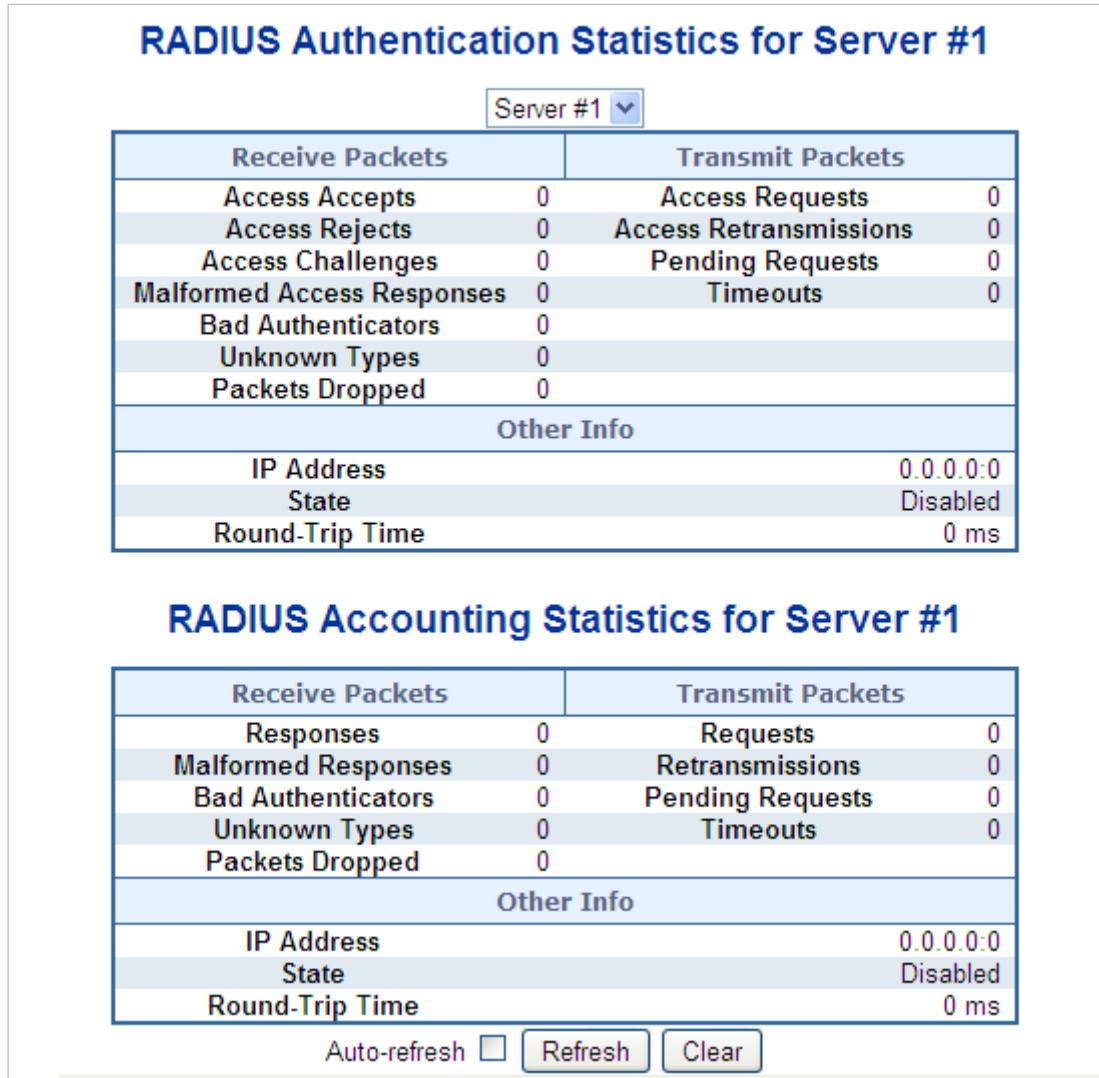 RADIUS Authentication Statistics for Server #1
Server #1
Receive Packets Transmit Packets
Access Accepts 0 Access Requests 0
Access Rejects 0 Access Retransmissions 0
Access Challenges 0 Pending Requests 0
Malformed Access Responses 0 Timeouts 0
Bad Authenticators 0
Unknown Types 0
Packets Dropped 0
Other Info
IP Address 0.0.0.0:0
State Disabled
Round-Trip Time 0 ms
RADIUS Accounting Statistics for Server #1
Receive Packets Transmit Packets
Responses 0 Requests 0
Malformed Responses 0 Retransmissions 0
Bad Authenticators 0 Pending Requests 0
Unknown Types 0 Timeouts 0
Packets Dropped 0
Other Info
IP Address 0.0.0.0:0
State Disabled
Round-Trip Time 0 ms
Auto-refresh Refresh Clear